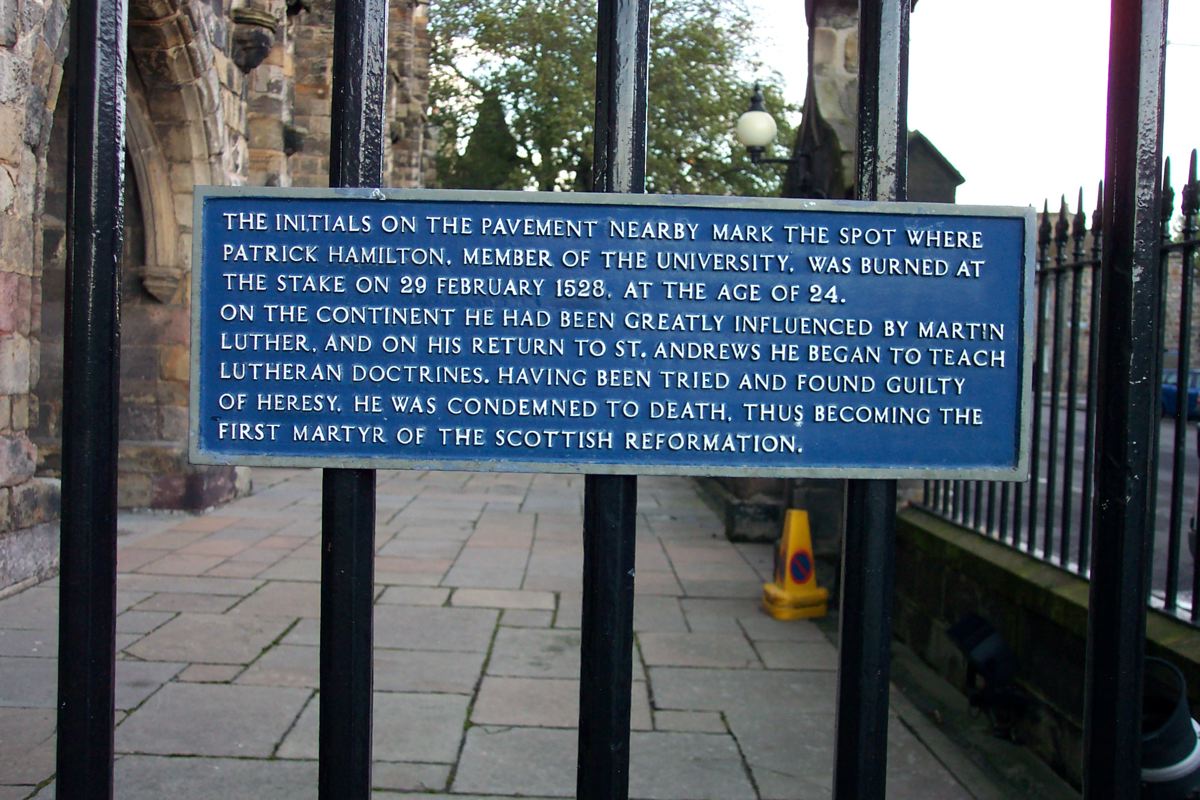 THE INITIALS ON THE PAVEMENT NEARBY MARK THE SPOT WHERE
PATRICK HAMILTON, MEMBER OF THE UNIVERSITY, WAS BURNED AT
THE STAKE ON 29 FEBRUARY 1528, AT THE AGE OF 24.
ON THE CONTINENT HE HAD BEEN GREATLY INFLUENCED BY MARTIN
LUTHER, AND ON HIS RETURN TO ST. ANDREWS HE BEGAN TO TEACH
LUTHERAN DOCTRINES. HAVING BEEN TRIED AND FOUND GUILTY
OF HERESY, HE WAS CONDEMNED TO DEATH, THUS BECOMING THE
FIRST MARTYR OF THE SCOTTISH REFORMATION.